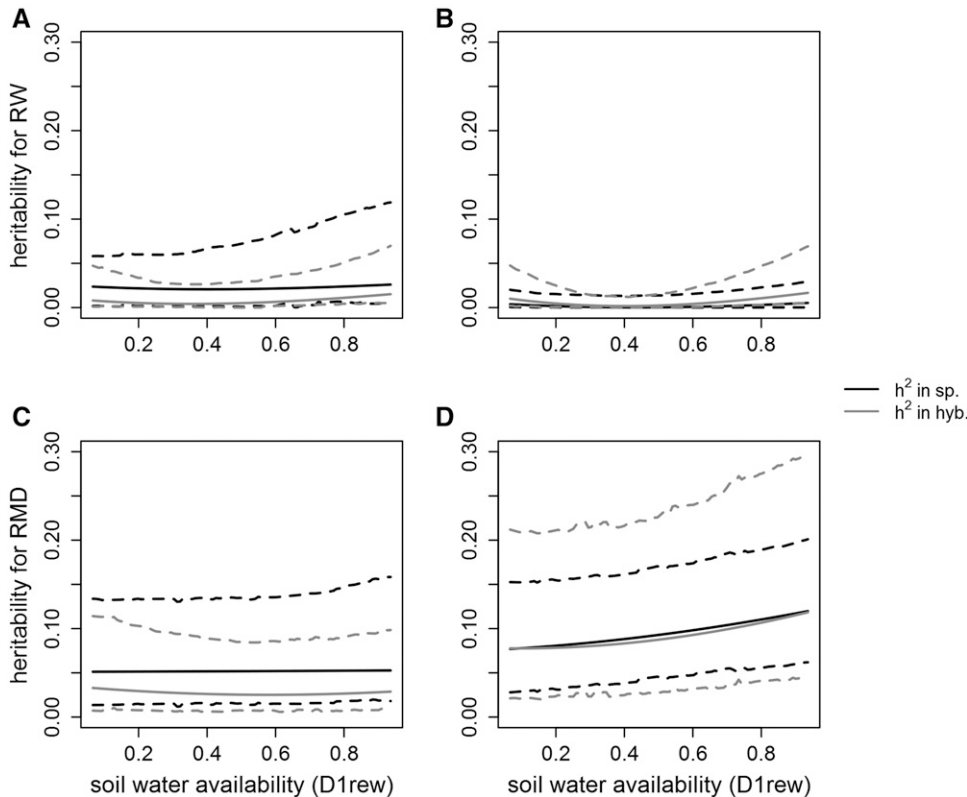 A
B
heritability for RW
0.30
0.20
0.10
0.00
0.30
0.20
0.10
0.00
0.2 0.4 0.6 0.8
0.2 0.4 0.6 0.8
h² in sp.
h² in hyb.
C
D
heritability for RMD
0.30
0.20
0.10
0.00
0.30
0.20
0.10
0.00
0.2 0.4 0.6 0.8
0.2 0.4 0.6 0.8
soil water availability (D1rew)
soil water availability (D1rew)